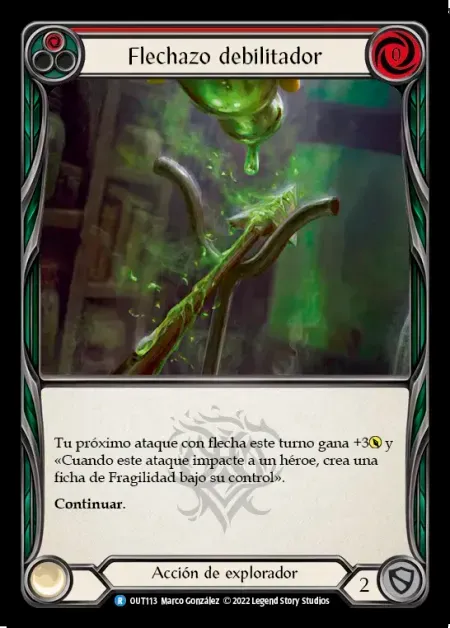 Flechazo debilitador
0
Tu próximo ataque con flecha este turno gana +3 y
«Cuando este ataque impacte a un héroe, crea una
ficha de Fragilidad bajo su control».
Continuar.
Acción de explorador
2
R OUT113 Marco González © 2022 Legend Story Studios